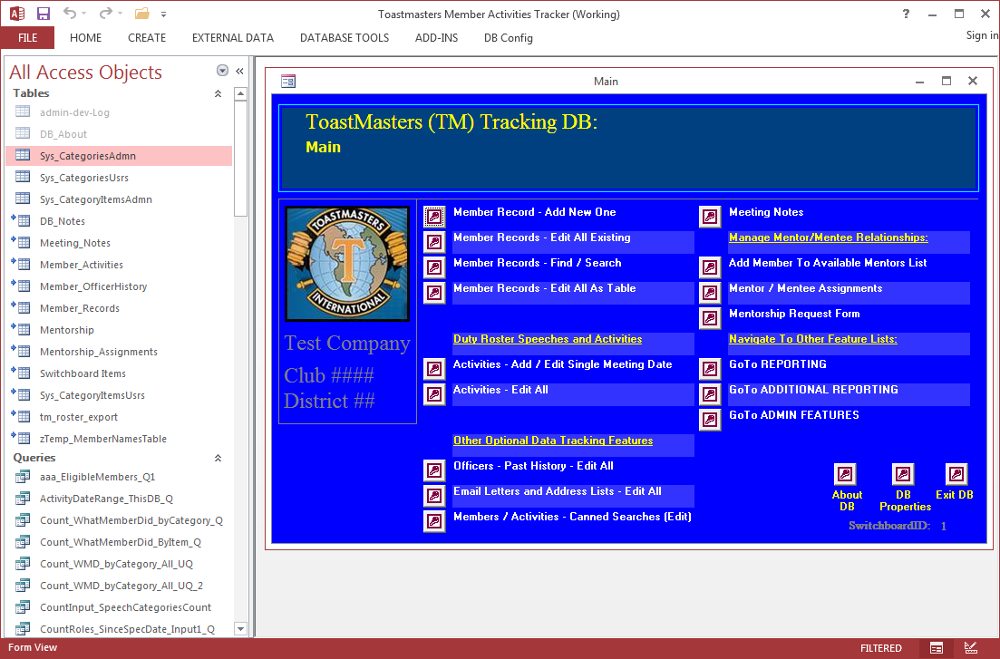 Toastmasters Member Activities Tracker (Working)
?
FILE HOME CREATE EXTERNAL DATA DATABASE TOOLS ADD-INS DB Config Sign in
All Access Objects
Tables
admin-dev-Log
DB_About
Sys_CategoriesAdmn
Sys_CategoriesUsrs
Sys_CategoryItemsAdmn
DB_Notes
Meeting_Notes
Member_Activities
Member_OfficerHistory
Member_Records
Mentorship
Mentorship_Assignments
Switchboard Items
Sys_CategoryItemsUsrs
tm_roster_export
zTemp_MemberNamesTable
Queries
aaa_EligibleMembers_Q1
ActivityDateRange_ThisDB_Q
Count_WhatMemberDid_byCategory_Q
Count_WhatMemberDid_ByItem_Q
Count_WMD_byCategory_All_UQ
Count_WMD_byCategory_All_UQ_2
CountInput_SpeechCategoriesCount
CountRoles_SinceSpecDate_Input1_Q
Main
ToastMasters (TM) Tracking DB:
Main
TOASTMASTERS
T
INTERNATIONAL
Test Company
Club ####
District ##
Member Record - Add New One
Member Records - Edit All Existing
Member Records - Find / Search
Member Records - Edit All As Table
Duty Roster Speeches and Activities
Activities - Add / Edit Single Meeting Date
Activities - Edit All
Other Optional Data Tracking Features
Officers - Past History - Edit All
Email Letters and Address Lists - Edit All
Members / Activities - Canned Searches (Edit)
Meeting Notes
Manage Mentor/Mentee Relationships:
Add Member To Available Mentors List
Mentor / Mentee Assignments
Mentorship Request Form
Navigate To Other Feature Lists:
GoTo REPORTING
GoTo ADDITIONAL REPORTING
GoTo ADMIN FEATURES
About
DB
DB
Properties
Exit DB
SwitchboardID: 1
Form View
FILTERED